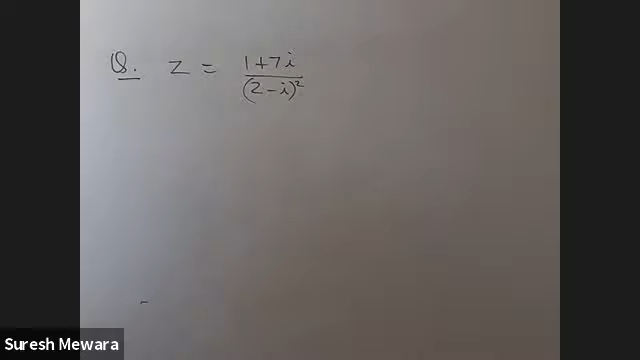 Q. z = 1+7i / (2-i)²
Suresh Mewara